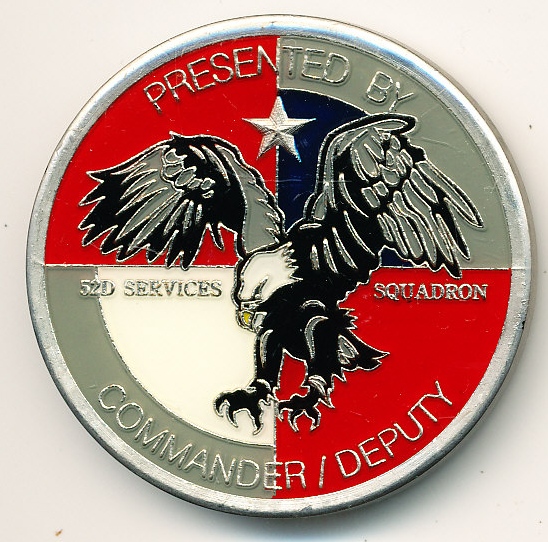 PRESENTED BY
52D SERVICES SQUADRON
COMMANDER / DEPUTY